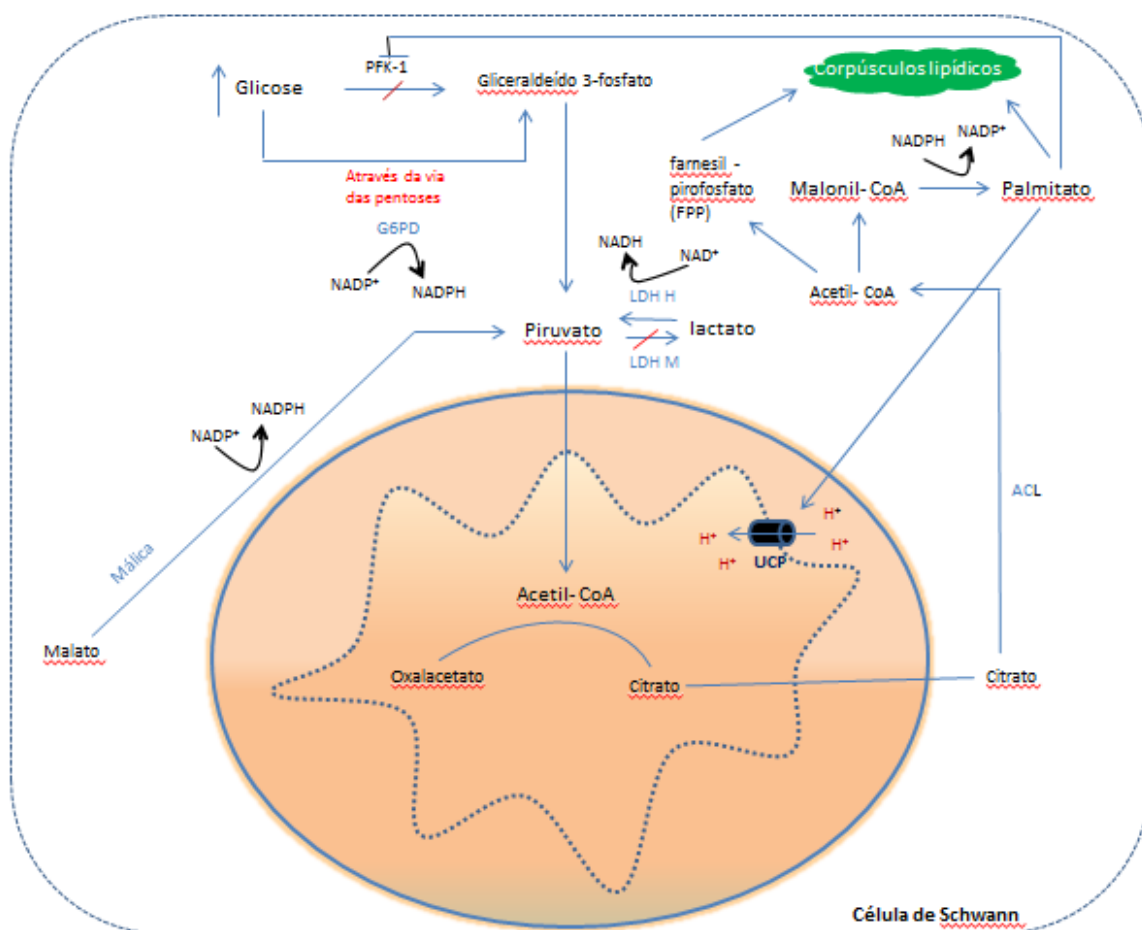 PFK-1
Glicose
Gliceraldeído 3-fosfato
Corpúsculos lipídicos
Através da via
das pentoses
G6PD
NADP⁺
NADPH
farnesil -
pirofosfato
(FPP)
NADPH
NADP⁺
Malonil-CoA
Palmitato
NADH
NAD⁺
LDH H
Acetil-CoA
Piruvato
lactato
LDH M
NADPH
NADP⁺
Málica
Malato
ACL
H⁺
H⁺
H⁺
H⁺
UCP
Acetil-CoA
Oxalacetato
Citrato
Citrato
Célula de Schwann